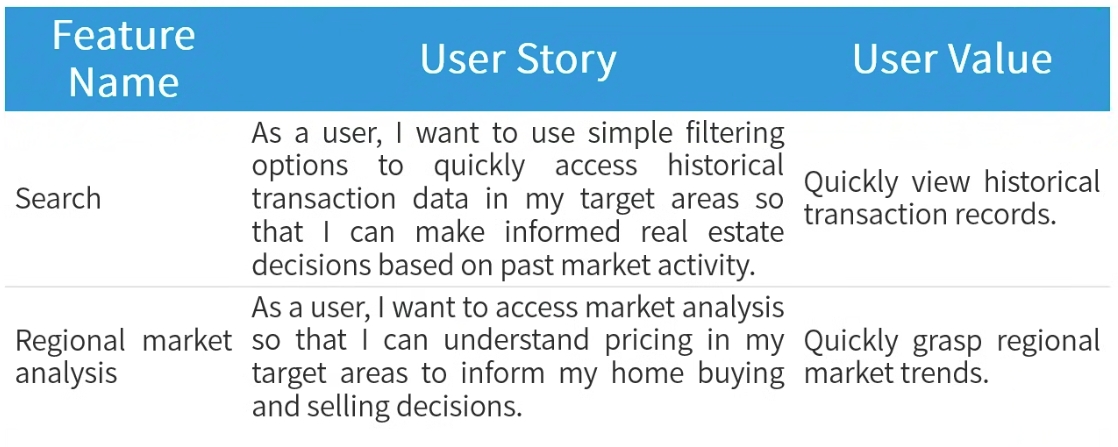 Feature
Name
User Story
User Value
Search
As a user, I want to use simple filtering
options to quickly access historical
transaction data in my target areas so
that I can make informed real estate
decisions based on past market activity.
Quickly view historical
transaction records.
Regional market
analysis
As a user, I want to access market analysis
so that I can understand pricing in my
target areas to inform my home buying
and selling decisions.
Quickly grasp regional
market trends.